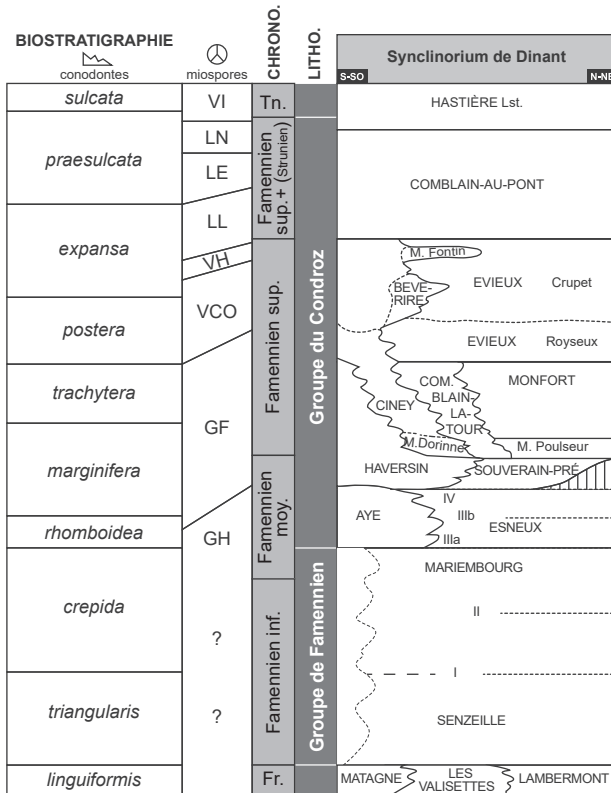 BIOSTRATIGRAPHIE
conodontes
miospores
CHRONO.
LITHO.
Synclinorium de Dinant
S-SO
N-NE
sulcata
VI
Tn.
HASTIÈRE Lst.
praesulcata
LN
LE
Famennien
sup.+ (Strunien)
COMBLAIN-AU-PONT
expansa
LL
VH
Groupe du Condroz
M. Fontin
BEVE-
RIRE
EVIEUX
Crupet
postera
VCO
Famennien sup.
EVIEUX
Royseux
trachytera
GF
CINEY
COM.
BLAIN-
LA-
TOUR
MONFORT
M.Dorinne
M. Poulseur
marginifera
HAVERSIN
SOUVERAIN-PRÉ
Famennien
moy.
AYE
IV
IIIb
IIIa
ESNEUX
rhomboidea
GH
MARIEMBOURG
crepida
Famennien inf.
Groupe de Famennien
II
?
I
triangularis
?
SENZEILLE
linguiformis
Fr.
MATAGNE
LES
VALISETTES
LAMBERMONT